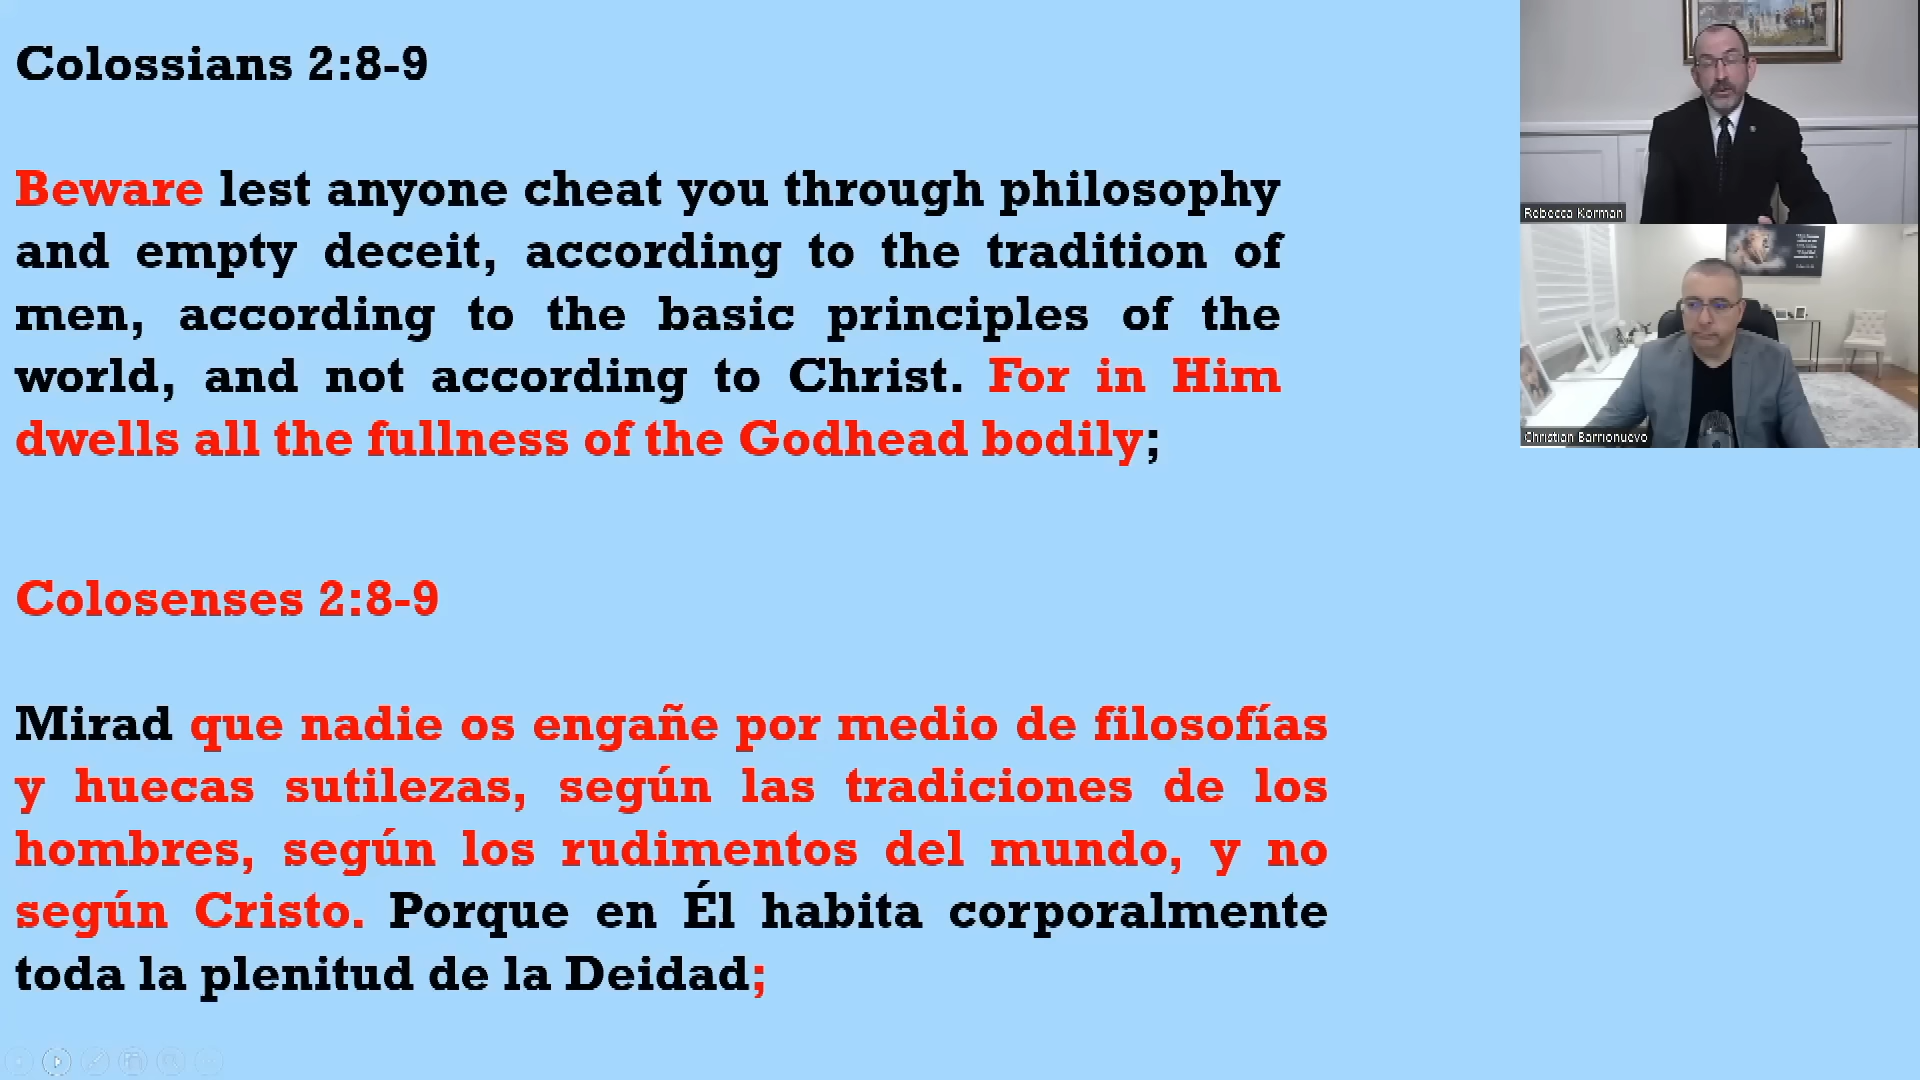 Colossians 2:8-9
Beware lest anyone cheat you through philosophy
and empty deceit, according to the tradition of
men, according to the basic principles of the
world, and not according to Christ. For in Him
dwells all the fullness of the Godhead bodily;
Colosenses 2:8-9
Mirad que nadie os engañe por medio de filosofías
y huecas sutilezas, según las tradiciones de los
hombres, según los rudimentos del mundo, y no
según Cristo. Porque en Él habita corporalmente
toda la plenitud de la Deidad;
Rebecca Korman
Christian Barrionuevo